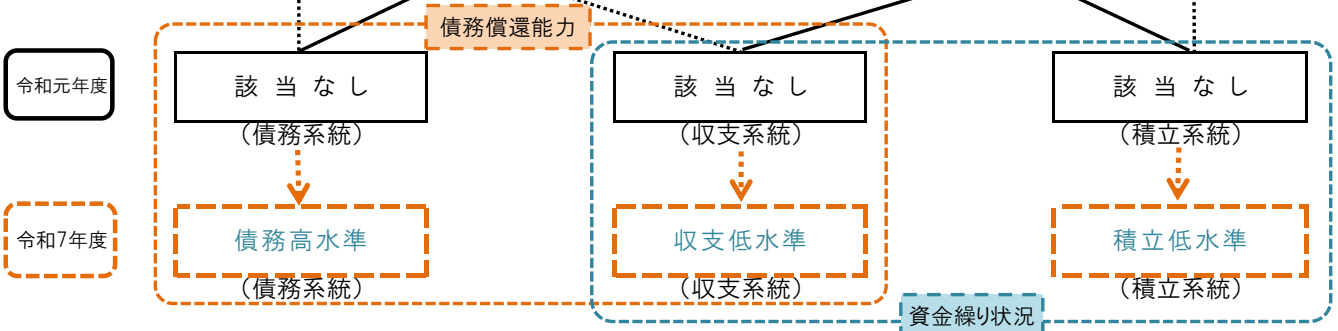 債務償還能力
令和元年度
該当なし
該当なし
該当なし
（債務系統）
（収支系統）
（積立系統）
令和7年度
債務高水準
収支低水準
積立低水準
（債務系統）
（収支系統）
（積立系統）
資金繰り状況